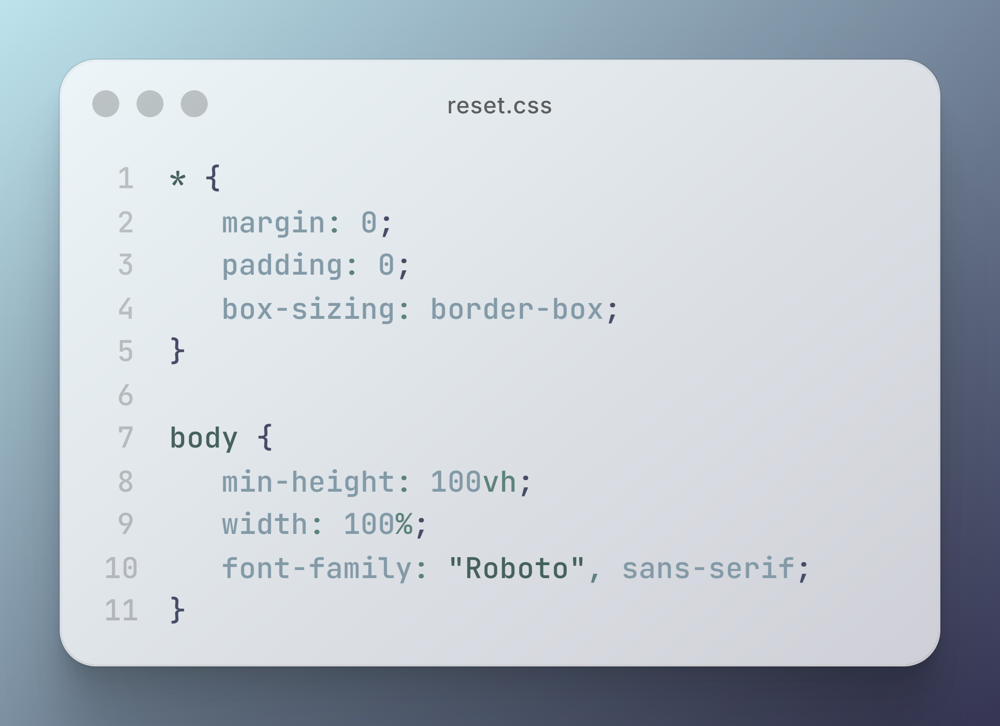 reset.css
1 * {
2    margin: 0;
3    padding: 0;
4    box-sizing: border-box;
5 }
6
7 body {
8    min-height: 100vh;
9    width: 100%;
10    font-family: "Roboto", sans-serif;
11 }